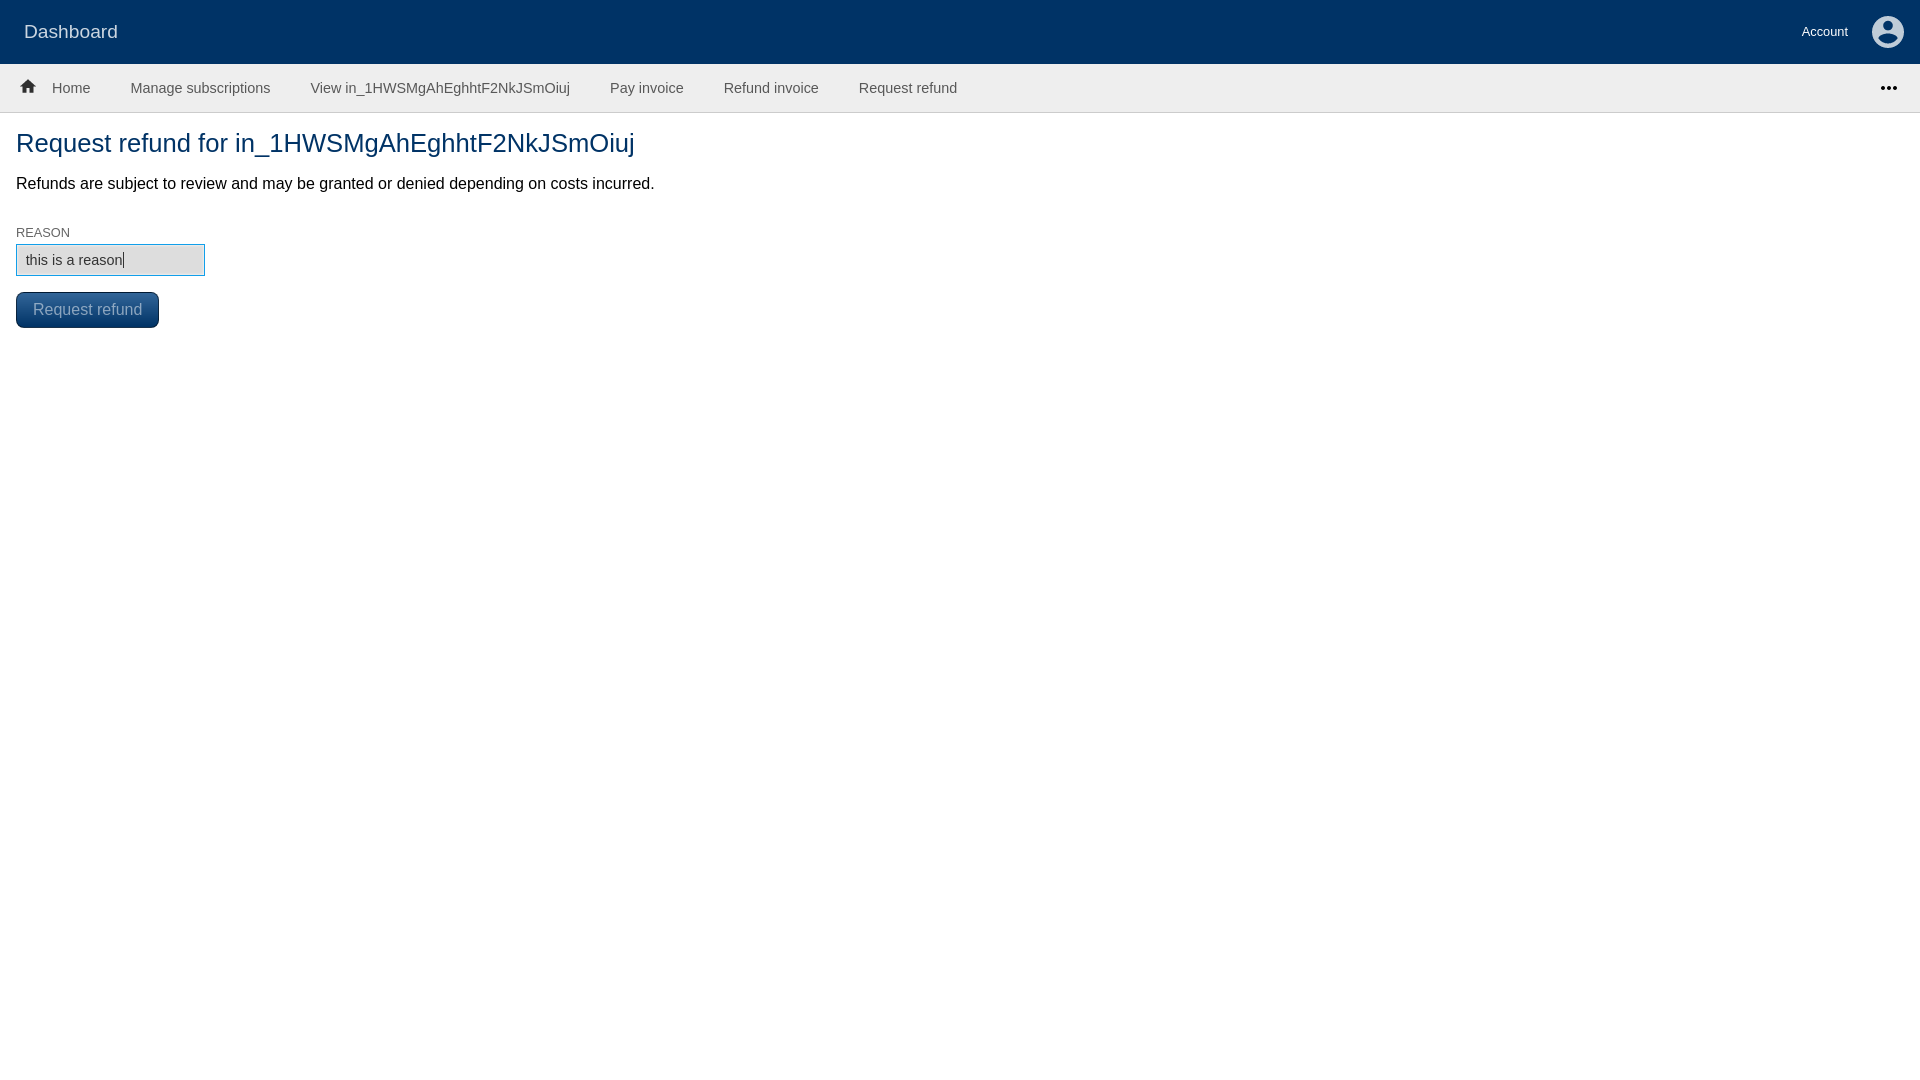 Dashboard
Account
Home Manage subscriptions View in_1HWSMgAhEghhtF2NkJSmOiuj Pay invoice Refund invoice Request refund
Request refund for in_1HWSMgAhEghhtF2NkJSmOiuj
Refunds are subject to review and may be granted or denied depending on costs incurred.
REASON
this is a reason
Request refund